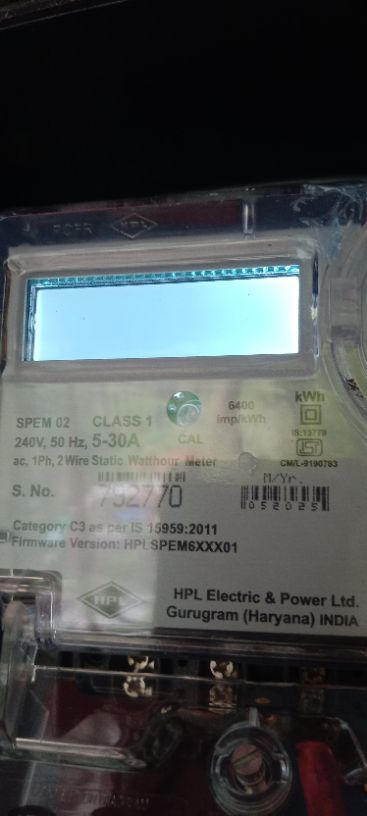 HPL
SPEM 02 CLASS 1 6400 imp/kWh kWh
240V, 50 Hz, 5-30A CAL IS:13779
ac, 1Ph, 2 Wire Static Watthour Meter CM/L-9190783
S. No. 792770 M/Yr. 052025
Category C3 as per IS 15959:2011
Firmware Version: HPLSPEM6XXX01
HPL HPL Electric & Power Ltd.
Gurugram (Haryana) INDIA